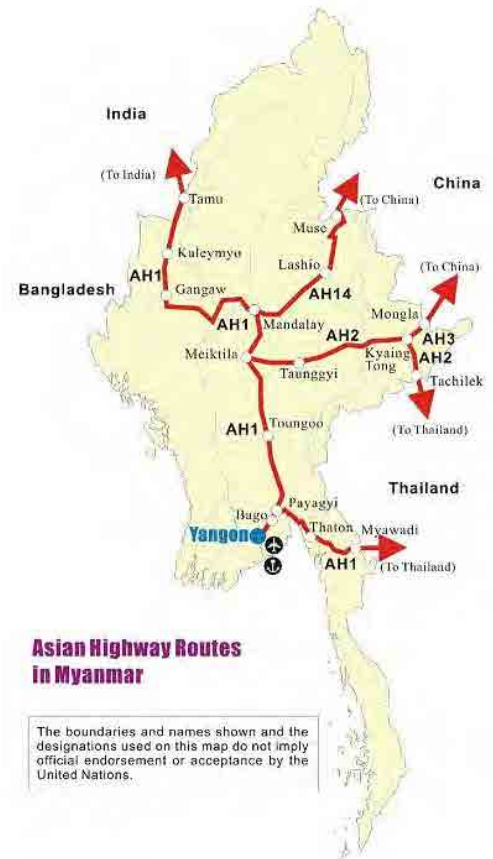 India
(To India)
China
Tamu
(To China)
Muse
Kaleymyo
Lashio
(To China)
AH1
Gangaw
AH14
Bangladesh
Mongla
AH1
Mandalay
AH2
AH3
Meiktila
Kyaing
Tong
AH2
Taunggyi
Tachilek
AH1
Toungoo
(To Thailand)
Thailand
Payagyi
Bago
Yangon
Thaton
Myawadi
AH1
(To Thailand)
Asian Highway Routes
in Myanmar
The boundaries and names shown and the
designations used on this map do not imply
official endorsement or acceptance by the
United Nations.